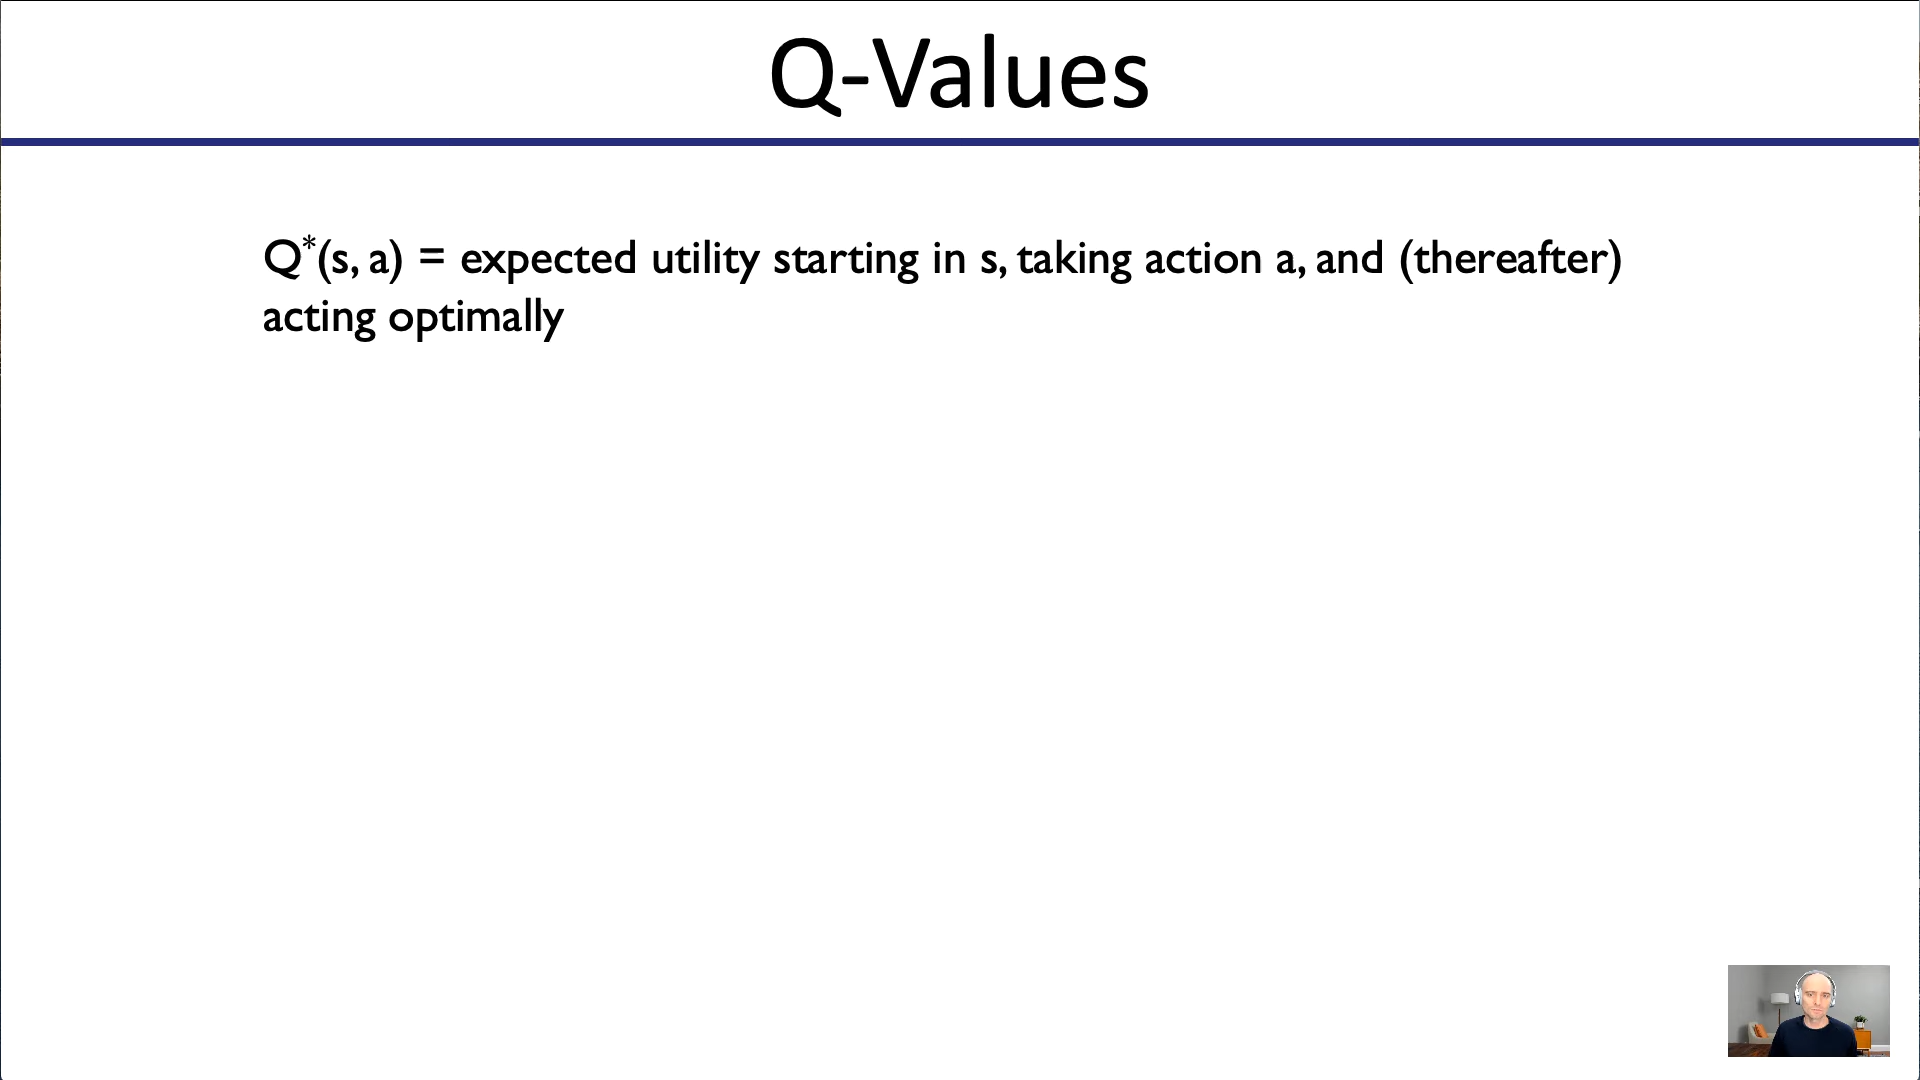 Q-Values
Q*(s, a) = expected utility starting in s, taking action a, and (thereafter)
acting optimally